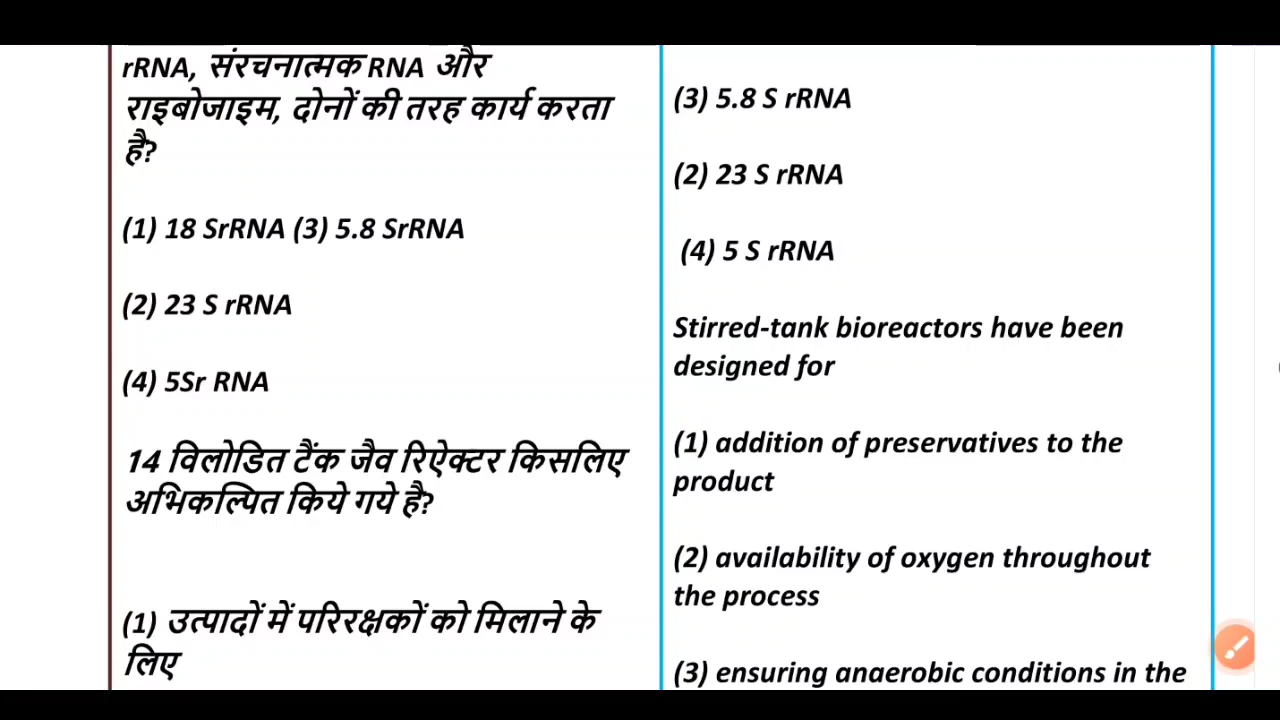 rRNA, संरचनात्मक RNA और
राइबोजाइम, दोनों की तरह कार्य करता
है?
(1) 18 SrRNA (3) 5.8 SrRNA
(2) 23 S rRNA
(4) 5Sr RNA
14 विलोडित टैंक जैव रिऐक्टर किसलिए
अभिकल्पित किये गये है?
(1) उत्पादों में परिरक्षकों को मिलाने के
लिए
(3) 5.8 S rRNA
(2) 23 S rRNA
(4) 5 S rRNA
Stirred-tank bioreactors have been
designed for
(1) addition of preservatives to the
product
(2) availability of oxygen throughout
the process
(3) ensuring anaerobic conditions in the